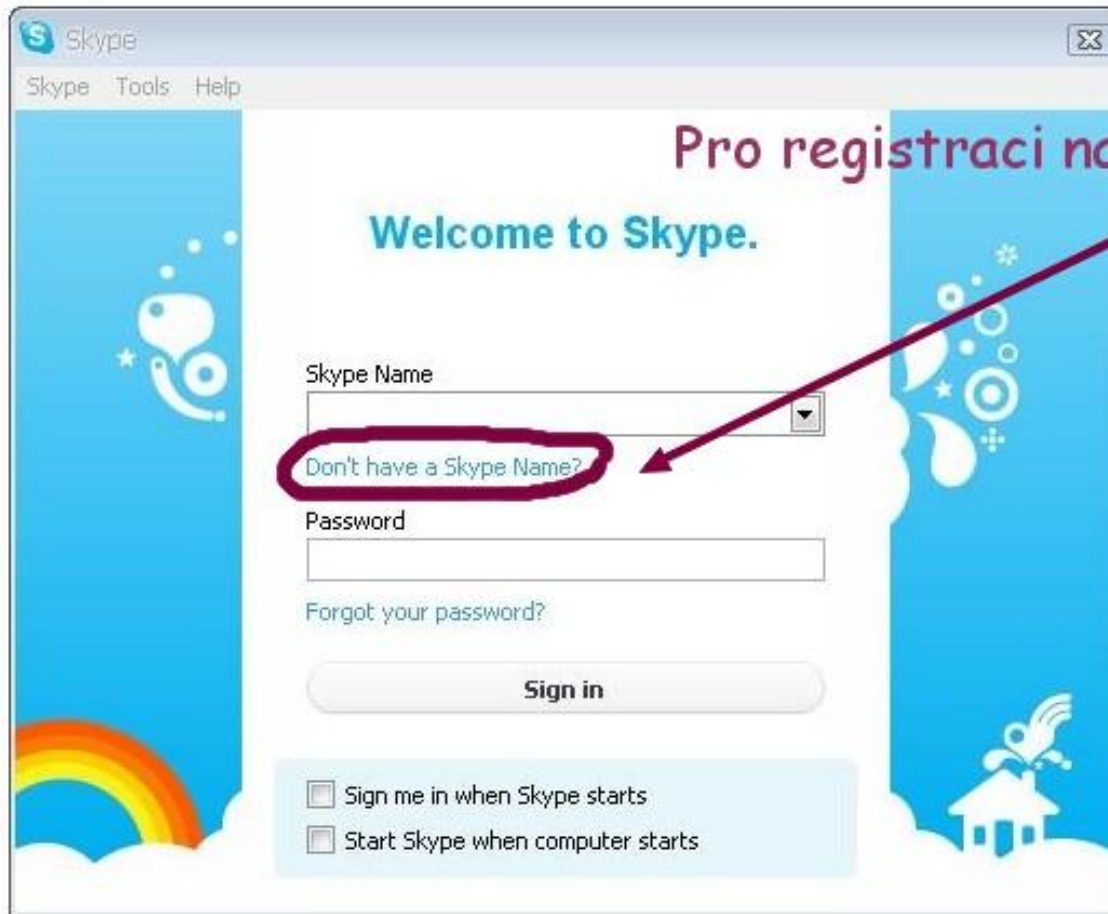 Skype
Skype Tools Help
Pro registraci
Welcome to Skype.
Skype Name
Don't have a Skype Name?
Password
Forgot your password?
Sign in
Sign me in when Skype starts
Start Skype when computer starts